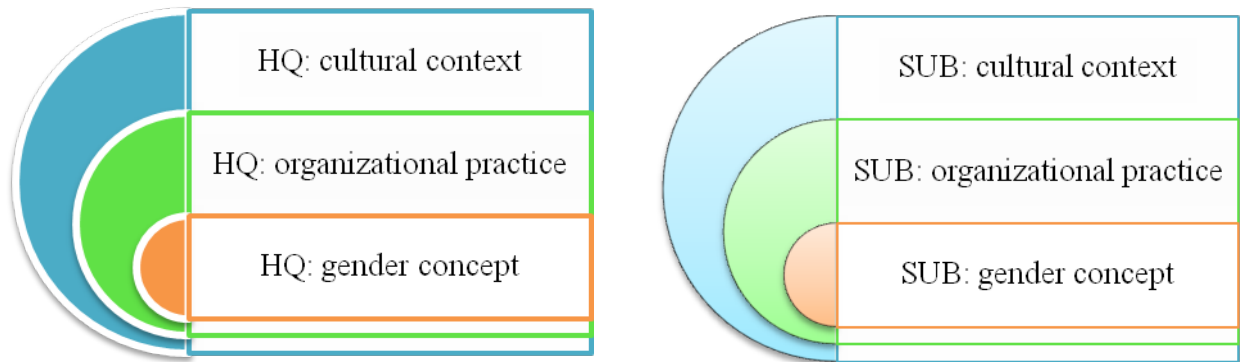 HQ: cultural context
HQ: organizational practice
HQ: gender concept
SUB: cultural context
SUB: organizational practice
SUB: gender concept